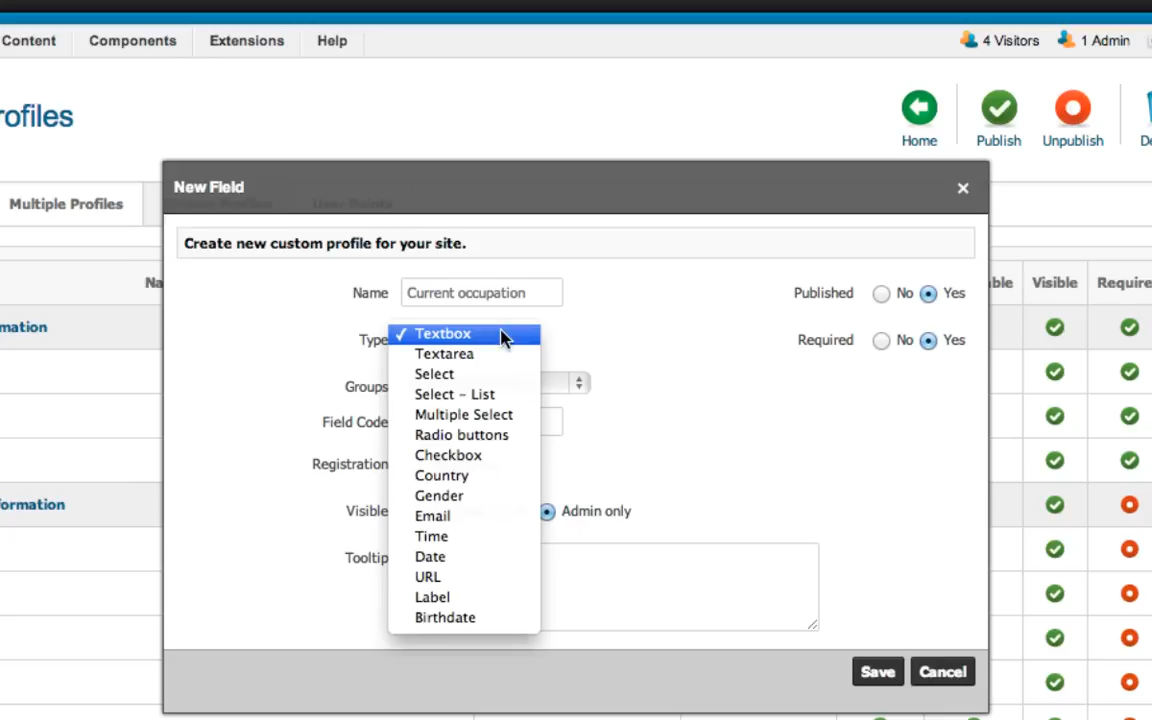 Content Components Extensions Help 4 Visitors 1 Admin
rofiles
Home Publish Unpublish De
Multiple Profiles
New Field
Create new custom profile for your site.
Na ble Visible Require
Name Current occupation Published No Yes
mation
Type Textbox Required No Yes
Textarea
Select
Groups
Select - List
Multiple Select
Field Code
Radio buttons
Checkbox
Registration
Country
Gender
formation
Visible Admin only
Email
Time
Tooltip
Date
URL
Label
Birthdate
Save Cancel